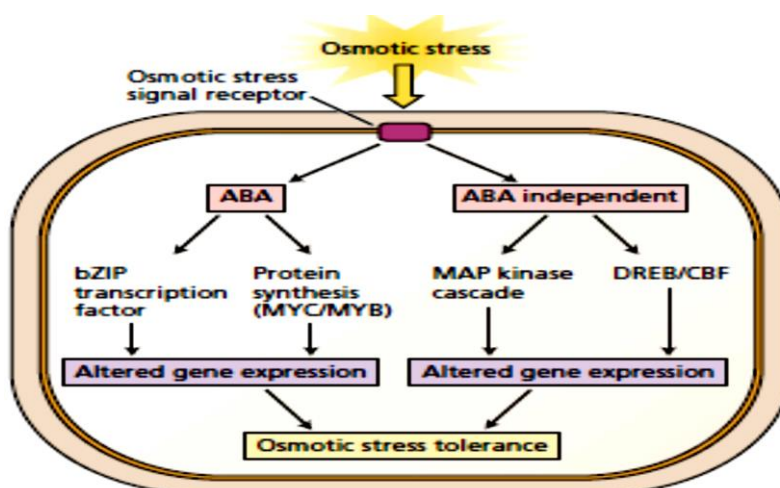 Osmotic stress
Osmotic stress
signal receptor
ABA
ABA independent
bZIP
transcription
factor
Protein
synthesis
(MYC/MYB)
MAP kinase
cascade
DREB/CBF
Altered gene expression
Altered gene expression
Osmotic stress tolerance